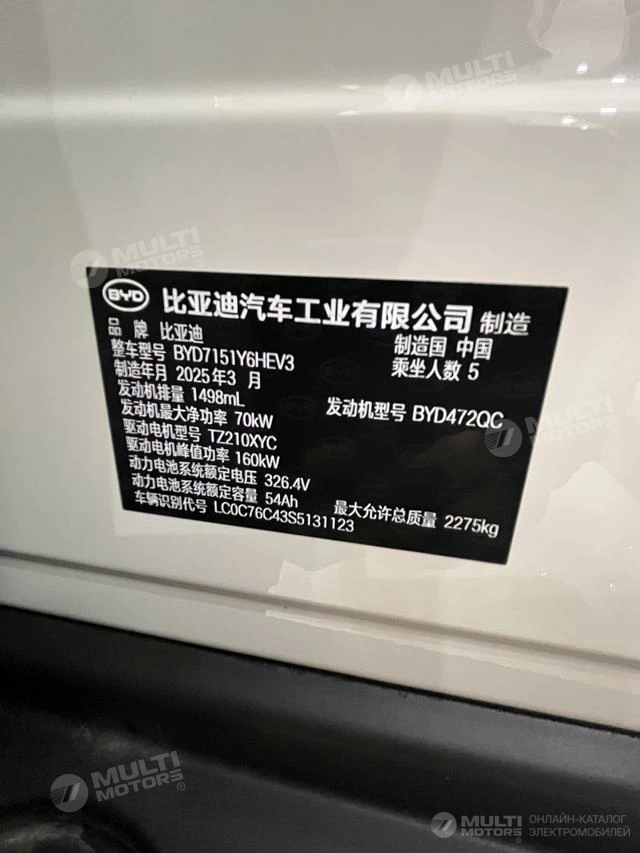 MULTI
MOTORS®
MULTI
MOTORS®
BYD 比亚迪汽车工业有限公司 制造
品 牌 比亚迪
制造国 中国
整车型号 BYD7151Y6HEV3
乘坐人数 5
制造年月 2025年3 月
发动机排量 1498mL
发动机型号 BYD472QC
发动机最大净功率 70kW
驱动电机型号 TZ210XYC
驱动电机峰值功率 160kW
动力电池系统额定电压 326.4V
动力电池系统额定容量 54Ah
最大允许总质量 2275kg
车辆识别代号 LC0C76C43S5131123
MULTI
MOTORS®
MULTI
MOTORS®
MULTI
MOTORS®
ОНЛАЙН-КАТАЛОГ
ЭЛЕКТРОМОБИЛЕЙ